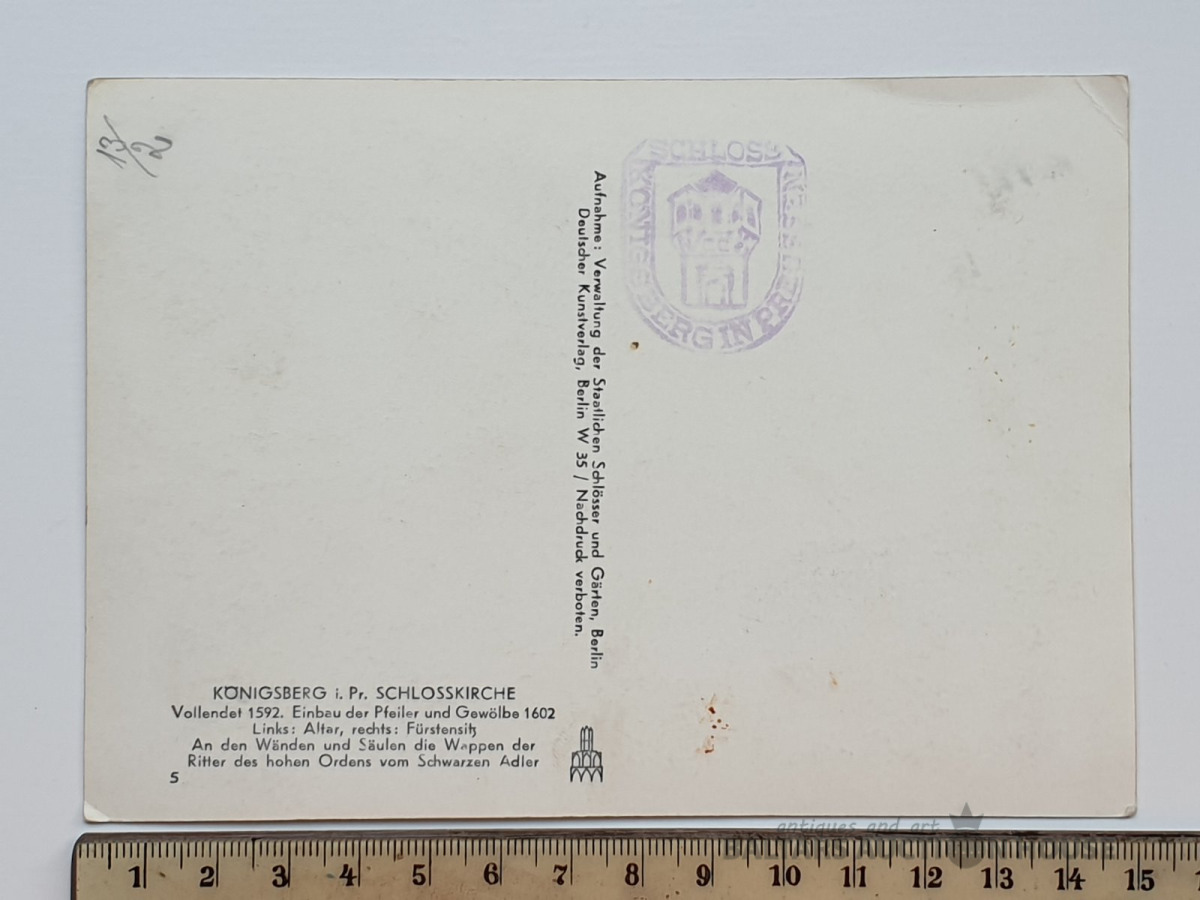 13/2
SCHLOSS
KÖNIGSBERG IN PR
Aufnahme: Verwaltung der Staatlichen Schlösser und Gärten, Berlin
Deutscher Kunstverlag, Berlin W 35 / Nachdruck verboten.
KÖNIGSBERG i. Pr. SCHLOSSKIRCHE
Vollendet 1592. Einbau der Pfeiler und Gewölbe 1602
Links: Altar, rechts: Fürstensitz
An den Wänden und Säulen die Wappen der
Ritter des hohen Ordens vom Schwarzen Adler
5
antiques and art
1 2 3 4 5 6 7 8 9 10 11 12 13 14 15